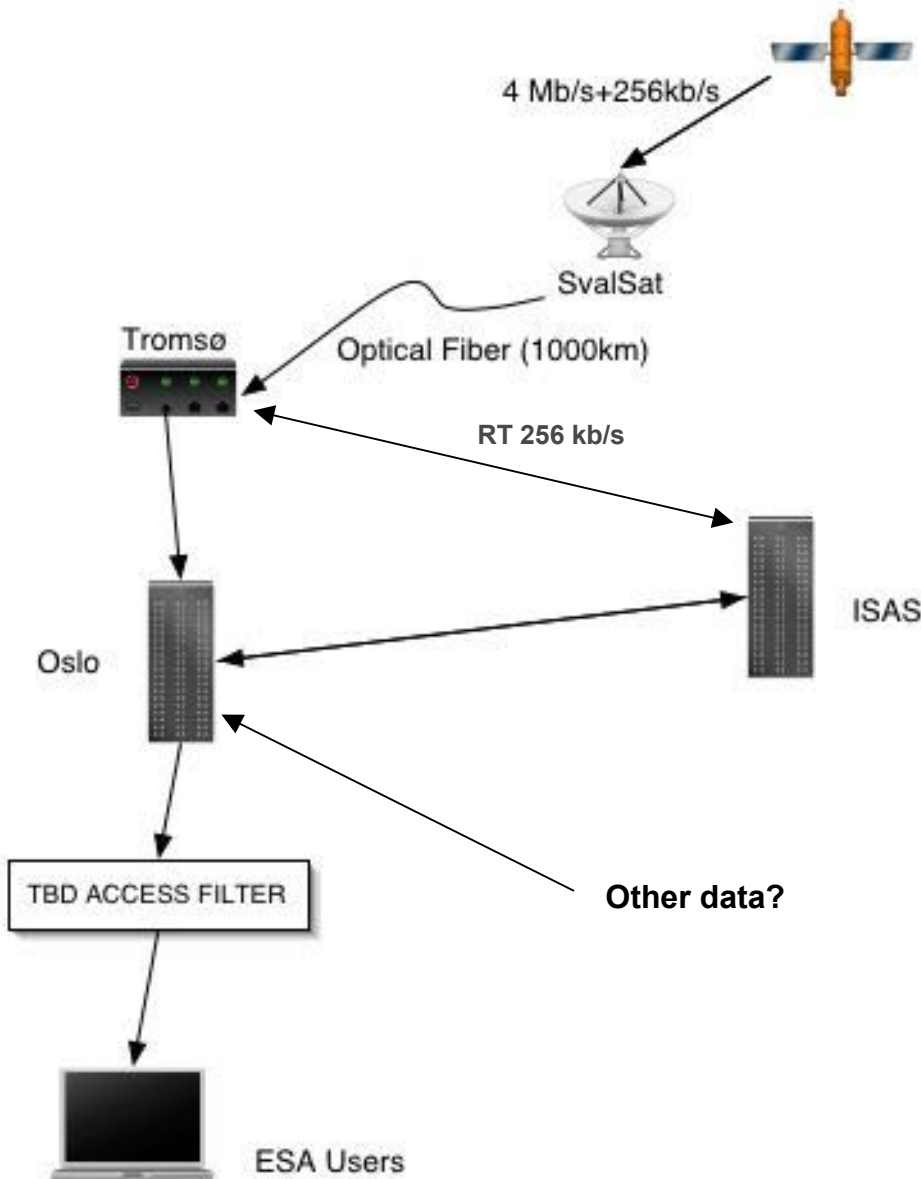 4 Mb/s+256kb/s
SvalSat
Tromsø
Optical Fiber (1000km)
RT 256 kb/s
ISAS
Oslo
TBD ACCESS FILTER
Other data?
ESA Users